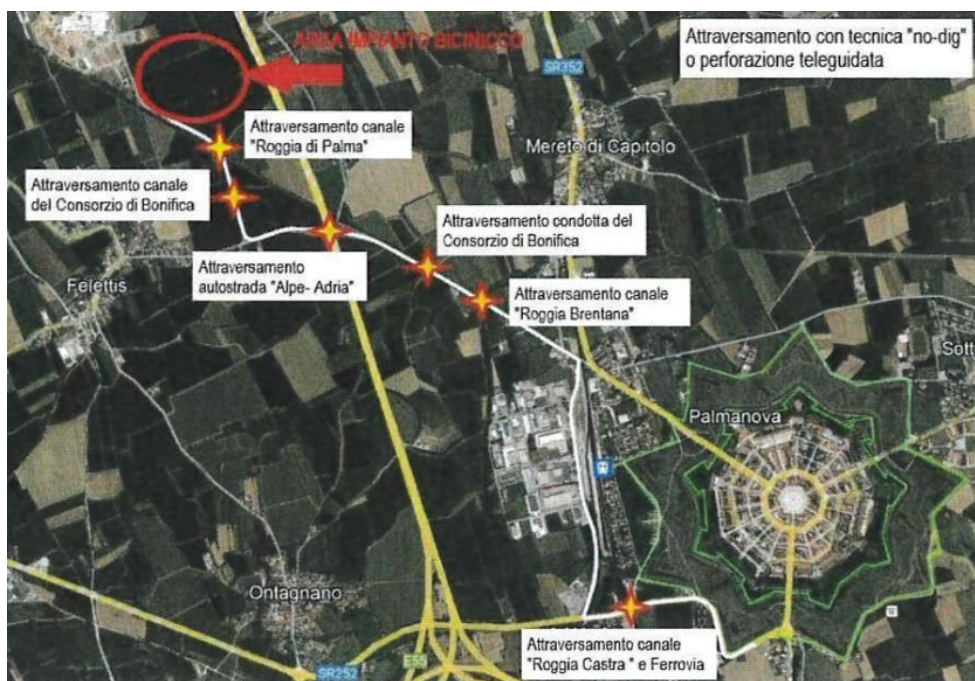 AREA IMPIANTO BICINICCO
Attraversamento con tecnica "no-dig"
o perforazione teleguidata
SR352
Attraversamento canale
"Roggia di Palma"
Mereto di Capitolo
Attraversamento canale
del Consorzio di Bonifica
Attraversamento condotta del
Consorzio di Bonifica
Attraversamento
autostrada "Alpe- Adria"
Felettis
Attraversamento canale
"Roggia Brentana"
Sott
Palmanova
Ontagnano
Attraversamento canale
"Roggia Castra " e Ferrovia
E55
SR252